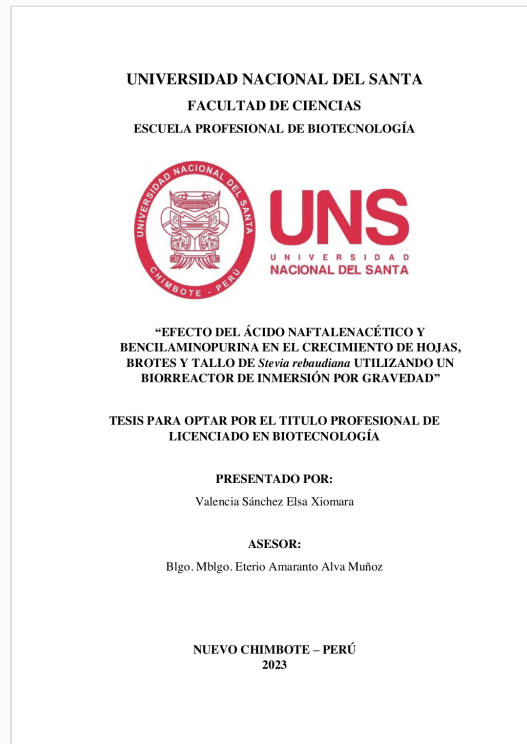 UNIVERSIDAD NACIONAL DEL SANTA
FACULTAD DE CIENCIAS
ESCUELA PROFESIONAL DE BIOTECNOLOGÍA
UNIVERSIDAD NACIONAL DEL SANTA
CHIMBOTE - PERÚ
UNS
UNIVERSIDAD
NACIONAL DEL SANTA
“EFECTO DEL ÁCIDO NAFTALENACÉTICO Y
BENCILAMINOPURINA EN EL CRECIMIENTO DE HOJAS,
BROTES Y TALLO DE Stevia rebaudiana UTILIZANDO UN
BIORREACTOR DE INMERSIÓN POR GRAVEDAD”
TESIS PARA OPTAR POR EL TITULO PROFESIONAL DE
LICENCIADO EN BIOTECNOLOGÍA
PRESENTADO POR:
Valencia Sánchez Elsa Xiomara
ASESOR:
Blgo. Mblgo. Eterio Amaranto Alva Muñoz
NUEVO CHIMBOTE – PERÚ
2023